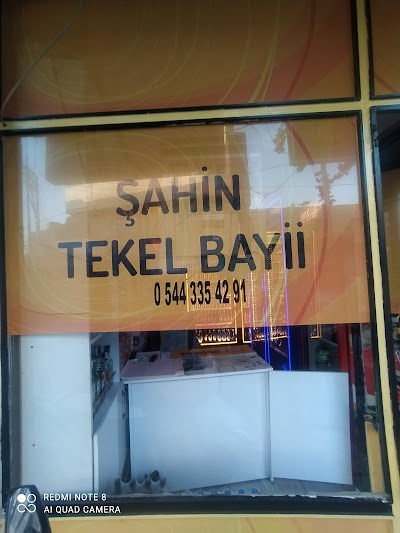 ŞAHİN
TEKEL BAYİİ
0 544 335 42 91
REDMI NOTE 8
AI QUAD CAMERA